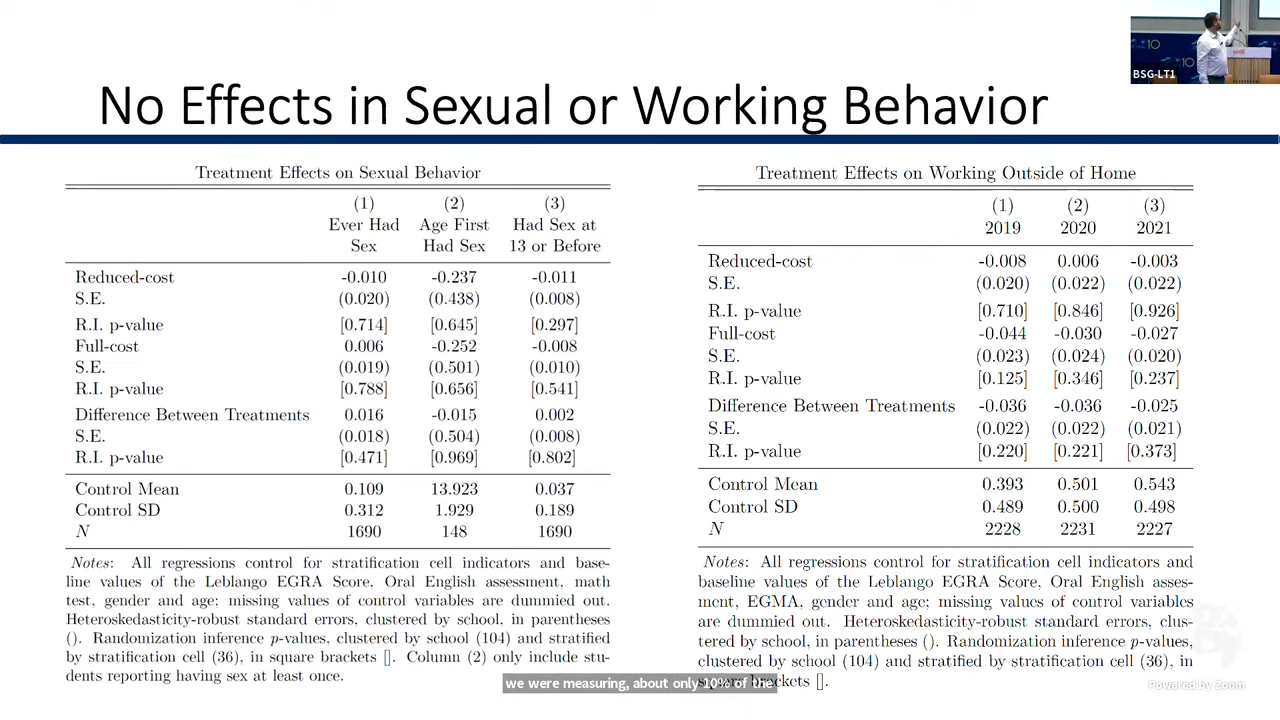 BSG-LT1
No Effects in Sexual or Working Behavior
Treatment Effects on Sexual Behavior
(1) (2) (3)
Ever Had Age First Had Sex at
Sex Had Sex 13 or Before
Reduced-cost -0.010 -0.237 -0.011
S.E. (0.020) (0.438) (0.008)
R.I. p-value [0.714] [0.645] [0.297]
Full-cost 0.006 -0.252 -0.008
S.E. (0.019) (0.501) (0.010)
R.I. p-value [0.788] [0.656] [0.541]
Difference Between Treatments 0.016 -0.015 0.002
S.E. (0.018) (0.504) (0.008)
R.I. p-value [0.471] [0.969] [0.802]
Control Mean 0.109 13.923 0.037
Control SD 0.312 1.929 0.189
N 1690 148 1690
Notes: All regressions control for stratification cell indicators and base-
line values of the Leblango EGRA Score, Oral English assessment, math
test, gender and age; missing values of control variables are dummied out.
Heteroskedasticity-robust standard errors, clustered by school, in parentheses
(). Randomization inference p-values, clustered by school (104) and stratified
by stratification cell (36), in square brackets []. Column (2) only include stu-
dents reporting having sex at least once.
Treatment Effects on Working Outside of Home
(1) (2) (3)
2019 2020 2021
Reduced-cost -0.008 0.006 -0.003
S.E. (0.020) (0.022) (0.022)
R.I. p-value [0.710] [0.846] [0.926]
Full-cost -0.044 -0.030 -0.027
S.E. (0.023) (0.024) (0.020)
R.I. p-value [0.125] [0.346] [0.237]
Difference Between Treatments -0.036 -0.036 -0.025
S.E. (0.022) (0.022) (0.021)
R.I. p-value [0.220] [0.221] [0.373]
Control Mean 0.393 0.501 0.543
Control SD 0.489 0.500 0.498
N 2228 2231 2227
Notes: All regressions control for stratification cell indicators and
baseline values of the Leblango EGRA Score, Oral English asses-
ment, EGMA, gender and age; missing values of control variables
are dummied out. Heteroskedasticity-robust standard errors, clus-
tered by school, in parentheses (). Randomization inference p-values,
clustered by school (104) and stratified by stratification cell (36), in
brackets [].
we were measuring, about only 10% of the
Powered by Zoom